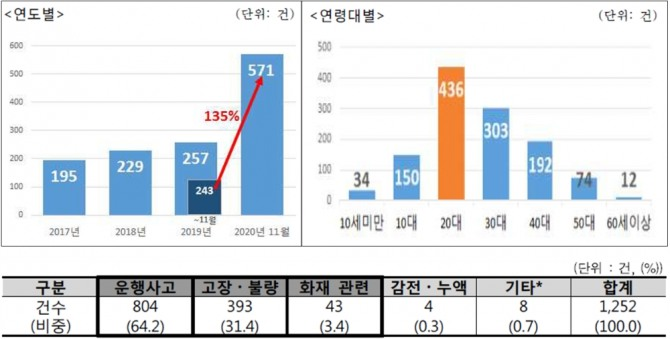 <연도별>
(단위: 건)
600
500
400
300
200
100
0
195
229
257
243
571
135%
~11월
2017년
2018년
2019년
2020년 11월
<연령대별>
(단위: 건)
500
400
300
200
100
0
34
150
436
303
192
74
12
10세미만
10대
20대
30대
40대
50대
60세이상
(단위 : 건, (%))
구분 운행사고 고장·불량 화재 관련 감전·누액 기타* 합계
건수 804 393 43 4 8 1,252
(비중) (64.2) (31.4) (3.4) (0.3) (0.7) (100.0)